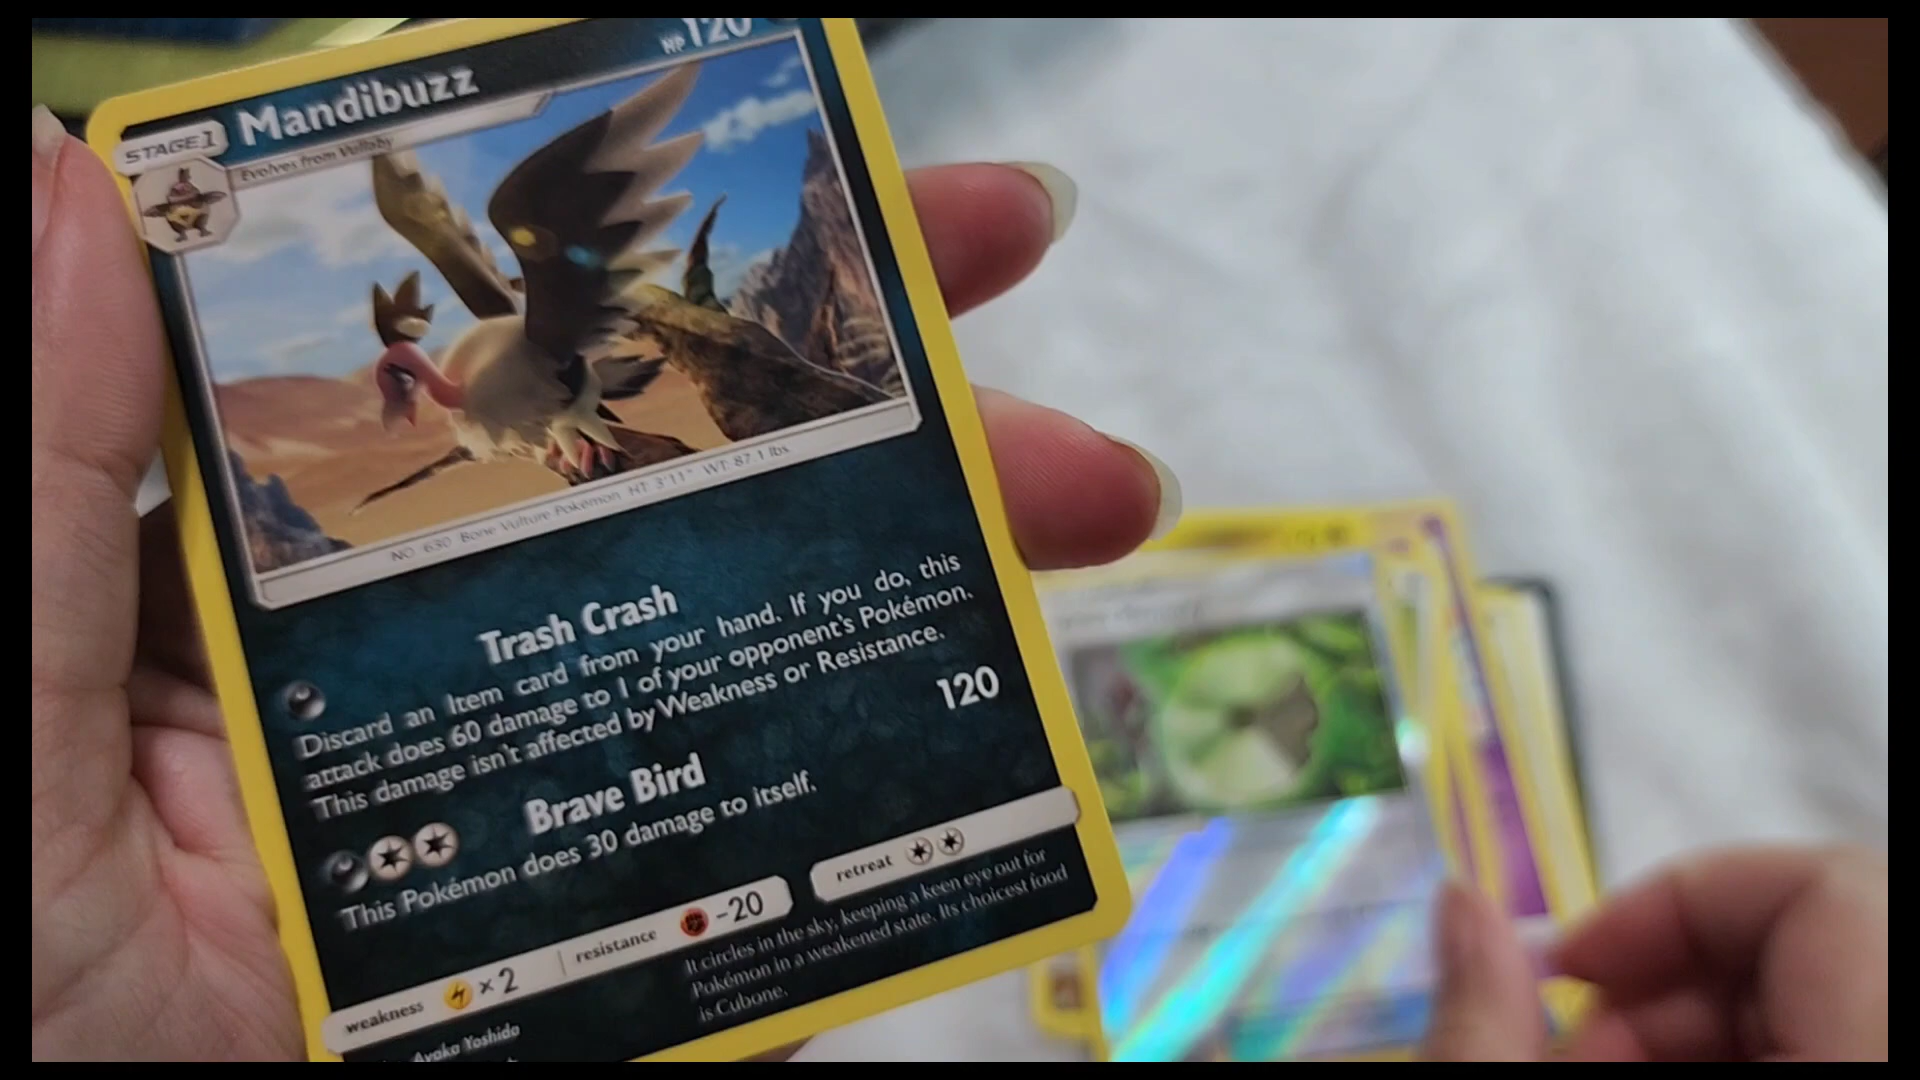 HP 120
STAGE 1 Mandibuzz
Evolves from Vullaby
NO. 630 Bone Vulture Pokémon HT: 3'11" WT: 87.1 lbs.
Trash Crash
Discard an Item card from your hand. If you do, this
attack does 60 damage to 1 of your opponent's Pokémon.
This damage isn't affected by Weakness or Resistance.
Brave Bird 120
This Pokémon does 30 damage to itself.
weakness ×2 resistance -20 retreat
It circles in the sky, keeping a keen eye out for
Pokémon in a weakened state. Its choicest food
is Cubone.
Ayaka Yoshida